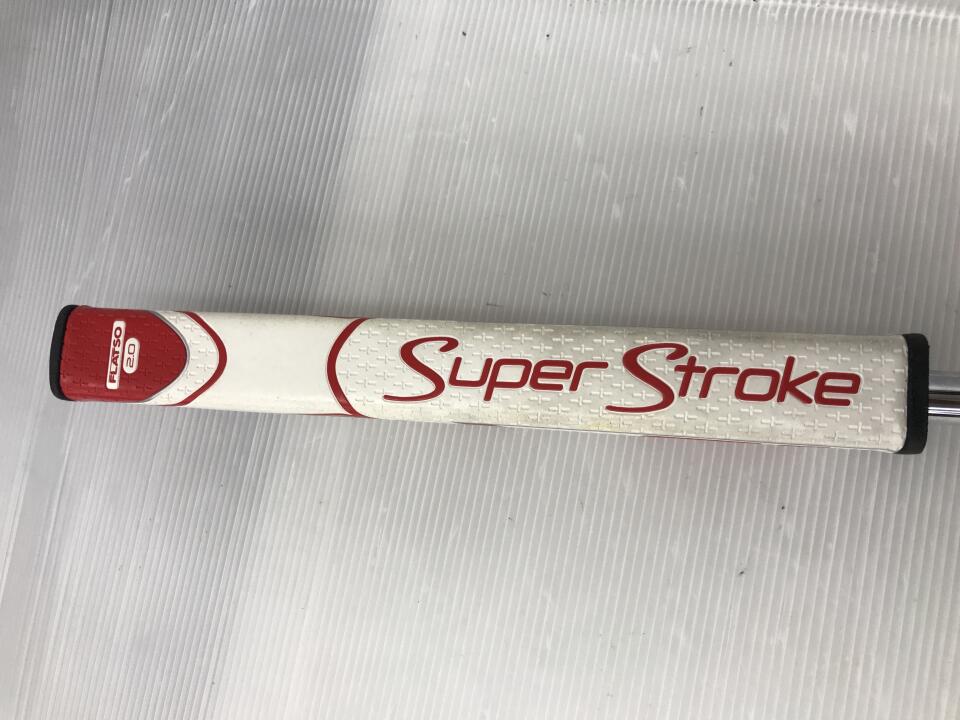 FLATSO
2.0
Super Stroke